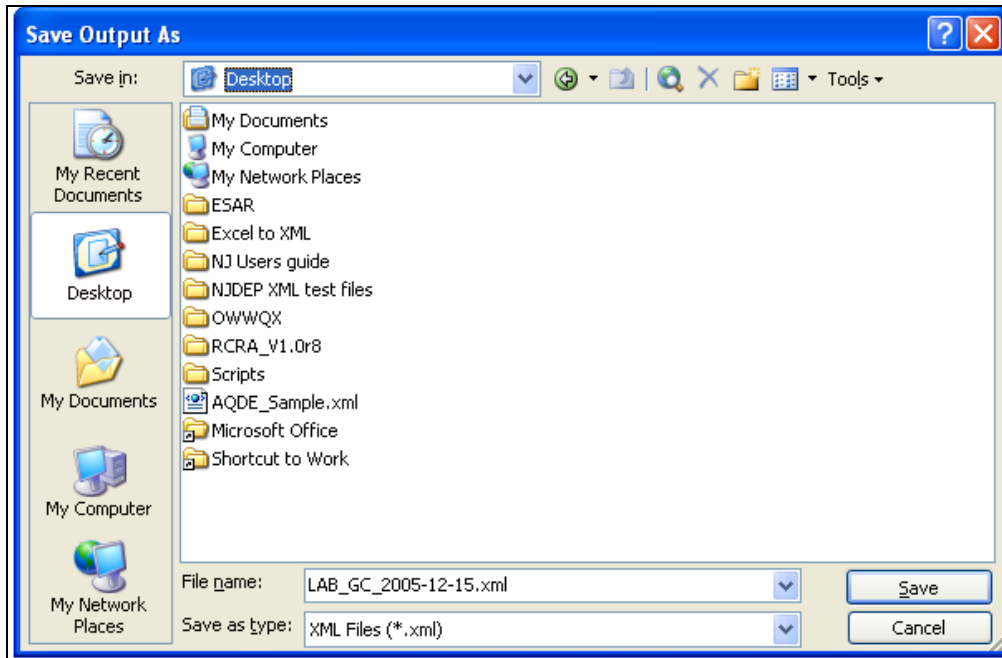 Save Output As
Save in:
Desktop
Tools
My Recent
Documents
Desktop
My Documents
My Computer
My Network
Places
My Documents
My Computer
My Network Places
ESAR
Excel to XML
NJ Users guide
NJDEP XML test files
OWWQX
RCRA_V1.0r8
Scripts
AQDE_Sample.xml
Microsoft Office
Shortcut to Work
File name:
LAB_GC_2005-12-15.xml
Save
Save as type:
XML Files (*.xml)
Cancel